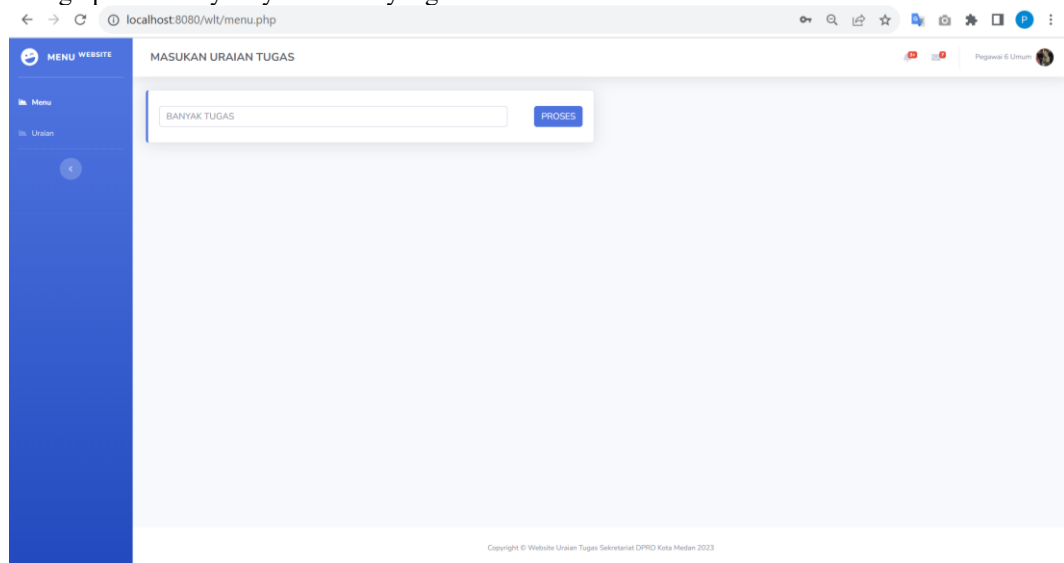 localhost:8080/wlt/menu.php
MENU WEBSITE
MASUKAN URAIAN TUGAS
Pegawai 6 Umum
Menu
BANYAK TUGAS
PROSES
Uraian
Copyright © Website Uraian Tugas Sekretariat DPRD Kota Medan 2023